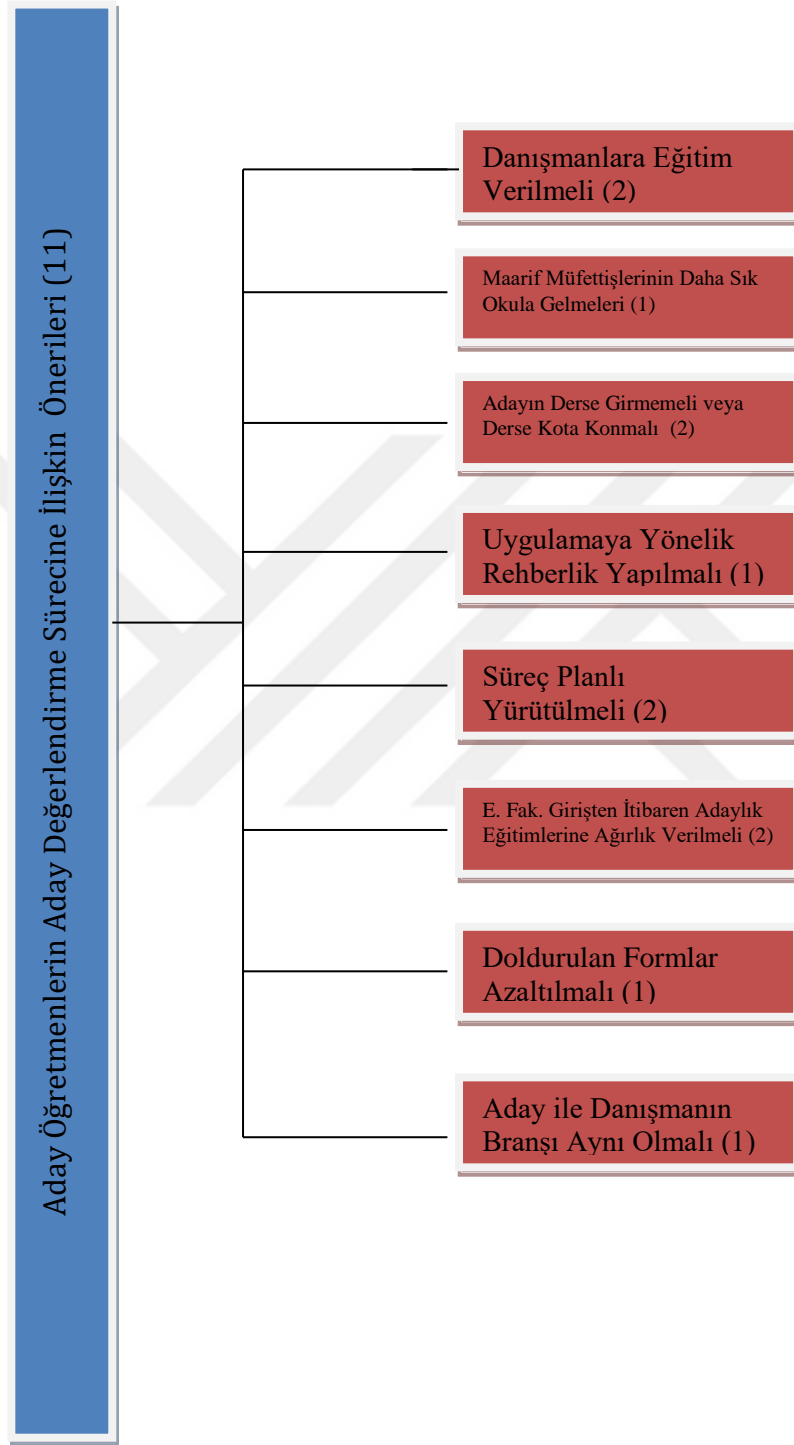 Aday Öğretmenlerin Aday Değerlendirme Sürecine İlişkin Önerileri (11)
Danışmanlara Eğitim
Verilmeli (2)
Maarif Müfettişlerinin Daha Sık
Okula Gelmeleri (1)
Adayın Derse Girmemeli veya
Derse Kota Konmalı (2)
Uygulamaya Yönelik
Rehberlik Yapılmalı (1)
Süreç Planlı
Yürütülmeli (2)
E. Fak. Girişten İtibaren Adaylık
Eğitimlerine Ağırlık Verilmeli (2)
Doldurulan Formlar
Azaltılmalı (1)
Aday ile Danışmanın
Branşı Aynı Olmalı (1)